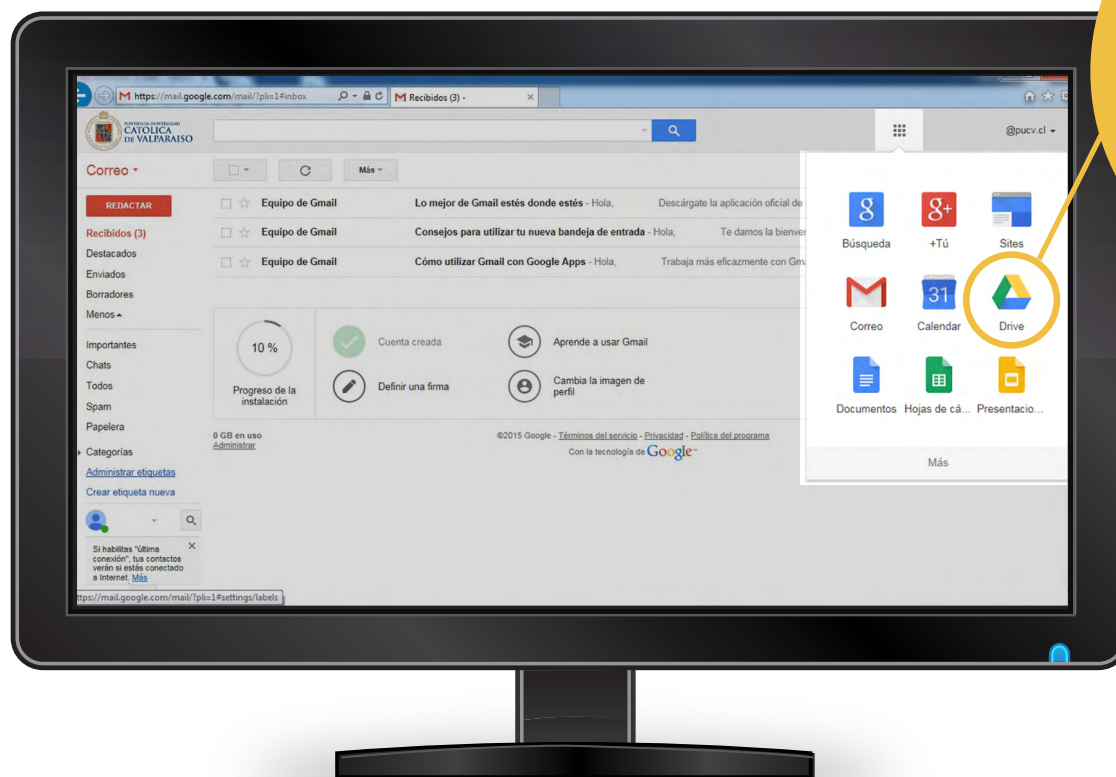 https://mail.google.com/mail/?pli=1#inbox
Recibidos (3) -
PONTIFICIA UNIVERSIDAD
CATOLICA
DE VALPARAISO
@pucv.cl
Correo
Más
REDACTAR
Recibidos (3)
Destacados
Enviados
Borradores
Menos
Importantes
Chats
Todos
Spam
Papelera
Categorías
Administrar etiquetas
Crear etiqueta nueva
Si habilitas "última
conexión", tus contactos
verán si estás conectado
a Internet. Más
ttps://mail.google.com/mail/?pli=1#settings/labels
Equipo de Gmail Lo mejor de Gmail estés donde estés - Hola, Descárgate la aplicación oficial de
Equipo de Gmail Consejos para utilizar tu nueva bandeja de entrada - Hola, Te damos la bienve
Equipo de Gmail Cómo utilizar Gmail con Google Apps - Hola, Trabaja más eficazmente con Gm
10 %
Progreso de la
instalación
Cuenta creada
Definir una firma
Aprende a usar Gmail
Cambia la imagen de
perfil
0 GB en uso
Administrar
©2015 Google - Términos del servicio - Privacidad - Política del programa
Con la tecnología de Google™
8 8+
Búsqueda +Tú Sites
31
Correo Calendar Drive
Documentos Hojas de cá... Presentacio...
Más